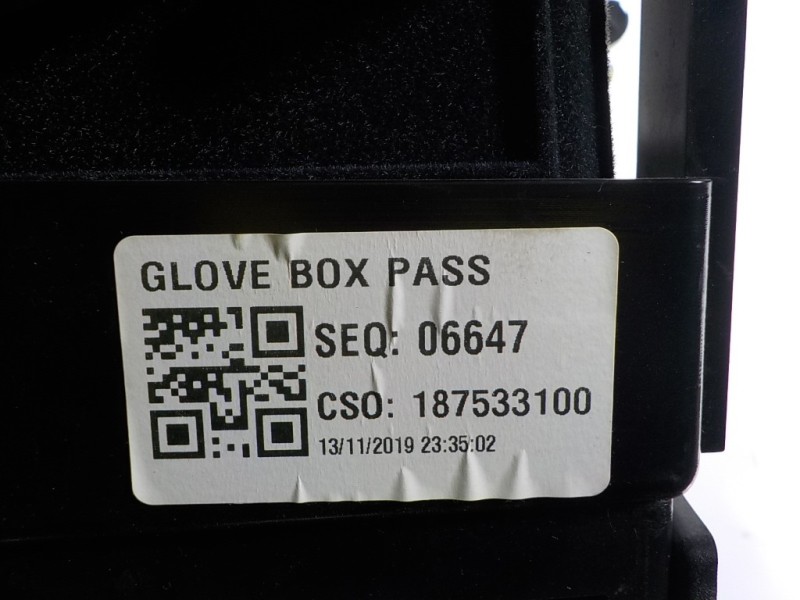 GLOVE BOX PASS
SEQ: 06647
CSO: 187533100
13/11/2019 23:35:02